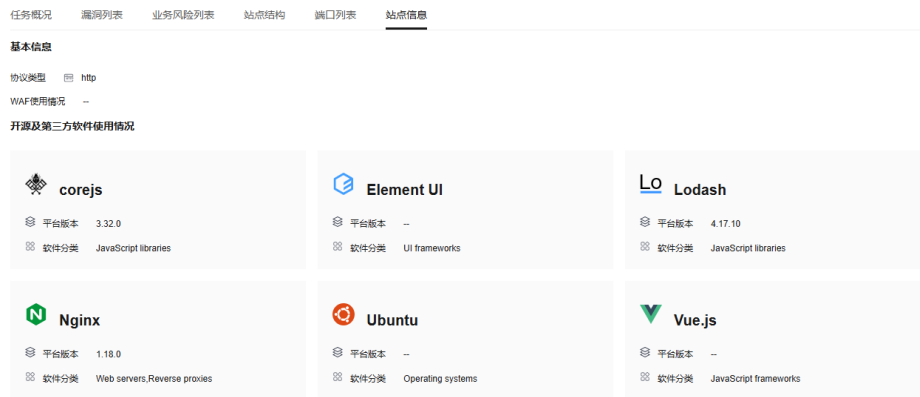 任务概况 漏洞列表 业务风险列表 站点结构 端口列表 站点信息
基本信息
协议类型 http
WAF使用情况 --
开源及第三方软件使用情况
corejs
平台版本 3.32.0
软件分类 JavaScript libraries
Element UI
平台版本 --
软件分类 UI frameworks
Lo Lodash
平台版本 4.17.10
软件分类 JavaScript libraries
N Nginx
平台版本 1.18.0
软件分类 Web servers,Reverse proxies
Ubuntu
平台版本 --
软件分类 Operating systems
Vue.js
平台版本 --
软件分类 JavaScript frameworks